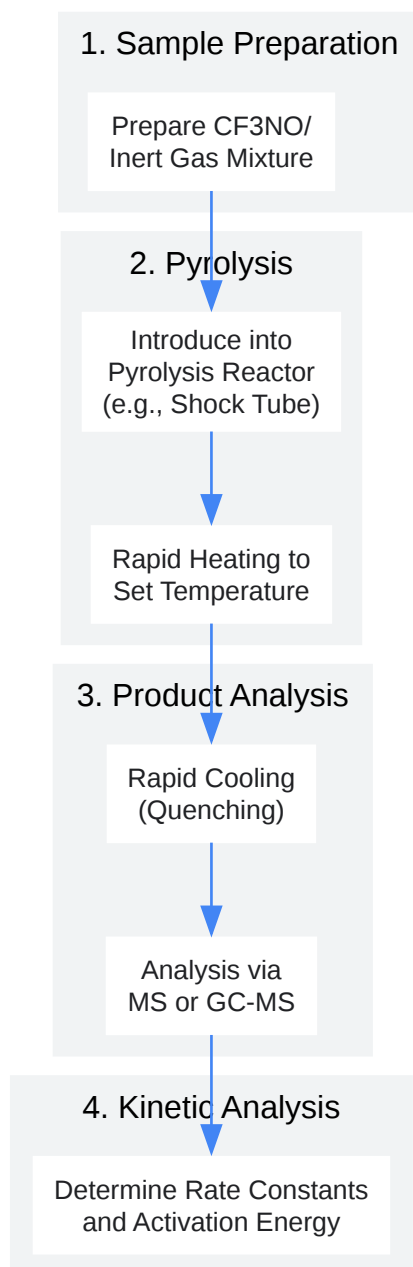 1. Sample Preparation
Prepare CF3NO/
Inert Gas Mixture
2. Pyrolysis
Introduce into
Pyrolysis Reactor
(e.g., Shock Tube)
Rapid Heating to
Set Temperature
3. Product Analysis
Rapid Cooling
(Quenching)
Analysis via
MS or GC-MS
4. Kinetic Analysis
Determine Rate Constants
and Activation Energy